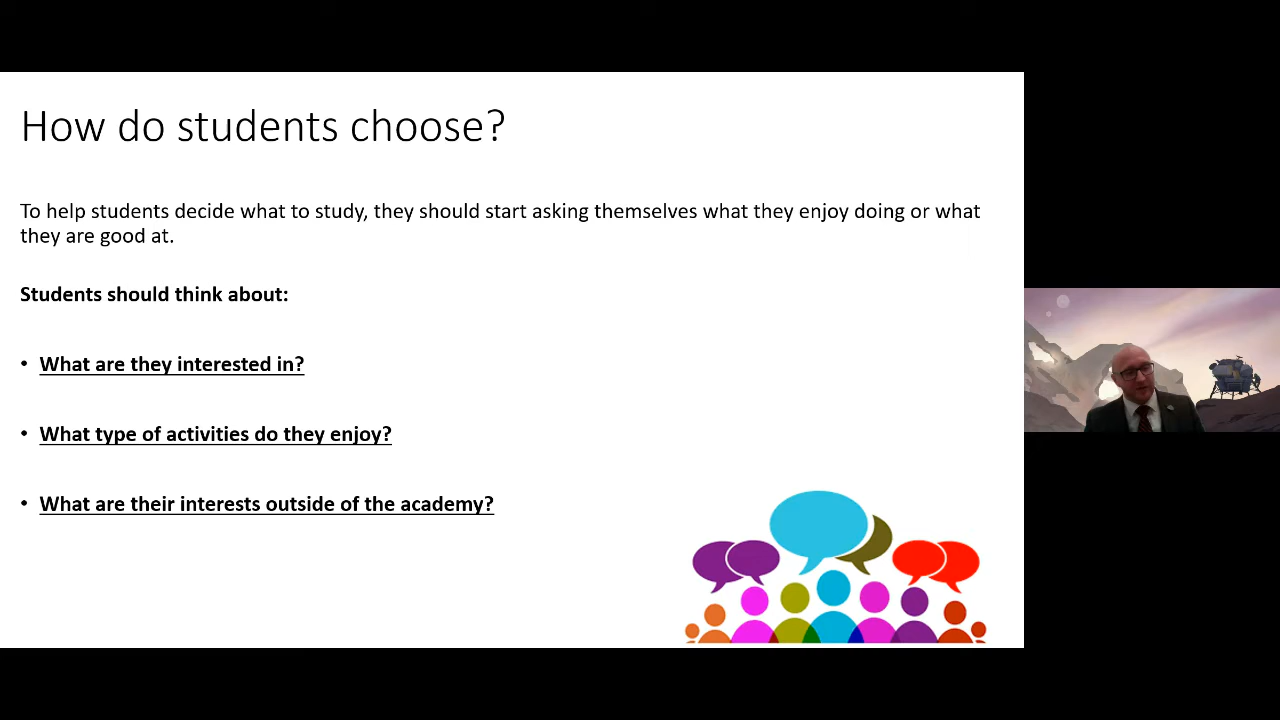 How do students choose?
To help students decide what to study, they should start asking themselves what they enjoy doing or what
they are good at.
Students should think about:
• What are they interested in?
• What type of activities do they enjoy?
• What are their interests outside of the academy?